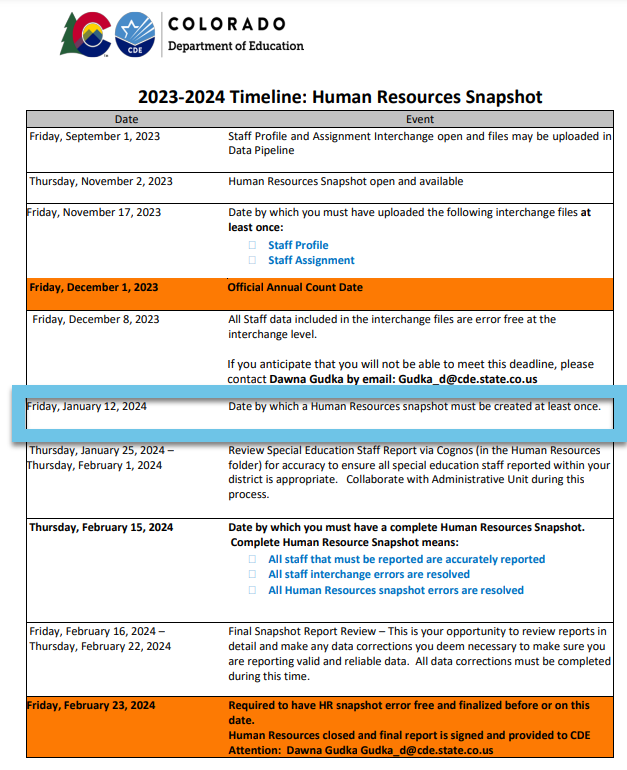 COLORADO
CDE
Department of Education
2023-2024 Timeline: Human Resources Snapshot
Date
Event
Friday, September 1, 2023
Staff Profile and Assignment Interchange open and files may be uploaded in
Data Pipeline
Thursday, November 2, 2023
Human Resources Snapshot open and available
Friday, November 17, 2023
Date by which you must have uploaded the following interchange files at
least once:
Staff Profile
Staff Assignment
Friday, December 1, 2023
Official Annual Count Date
Friday, December 8, 2023
All Staff data included in the interchange files are error free at the
interchange level.
If you anticipate that you will not be able to meet this deadline, please
contact Dawna Gudka by email: Gudka_d@cde.state.co.us
Friday, January 12, 2024
Date by which a Human Resources snapshot must be created at least once.
Thursday, January 25, 2024 –
Thursday, February 1, 2024
Review Special Education Staff Report via Cognos (in the Human Resources
folder) for accuracy to ensure all special education staff reported within your
district is appropriate. Collaborate with Administrative Unit during this
process.
Thursday, February 15, 2024
Date by which you must have a complete Human Resources Snapshot.
Complete Human Resource Snapshot means:
All staff that must be reported are accurately reported
All staff interchange errors are resolved
All Human Resources snapshot errors are resolved
Friday, February 16, 2024 –
Thursday, February 22, 2024
Final Snapshot Report Review – This is your opportunity to review reports in
detail and make any data corrections you deem necessary to make sure you
are reporting valid and reliable data. All data corrections must be completed
during this time.
Friday, February 23, 2024
Required to have HR snapshot error free and finalized before or on this
date.
Human Resources closed and final report is signed and provided to CDE
Attention: Dawna Gudka Gudka_d@cde.state.co.us